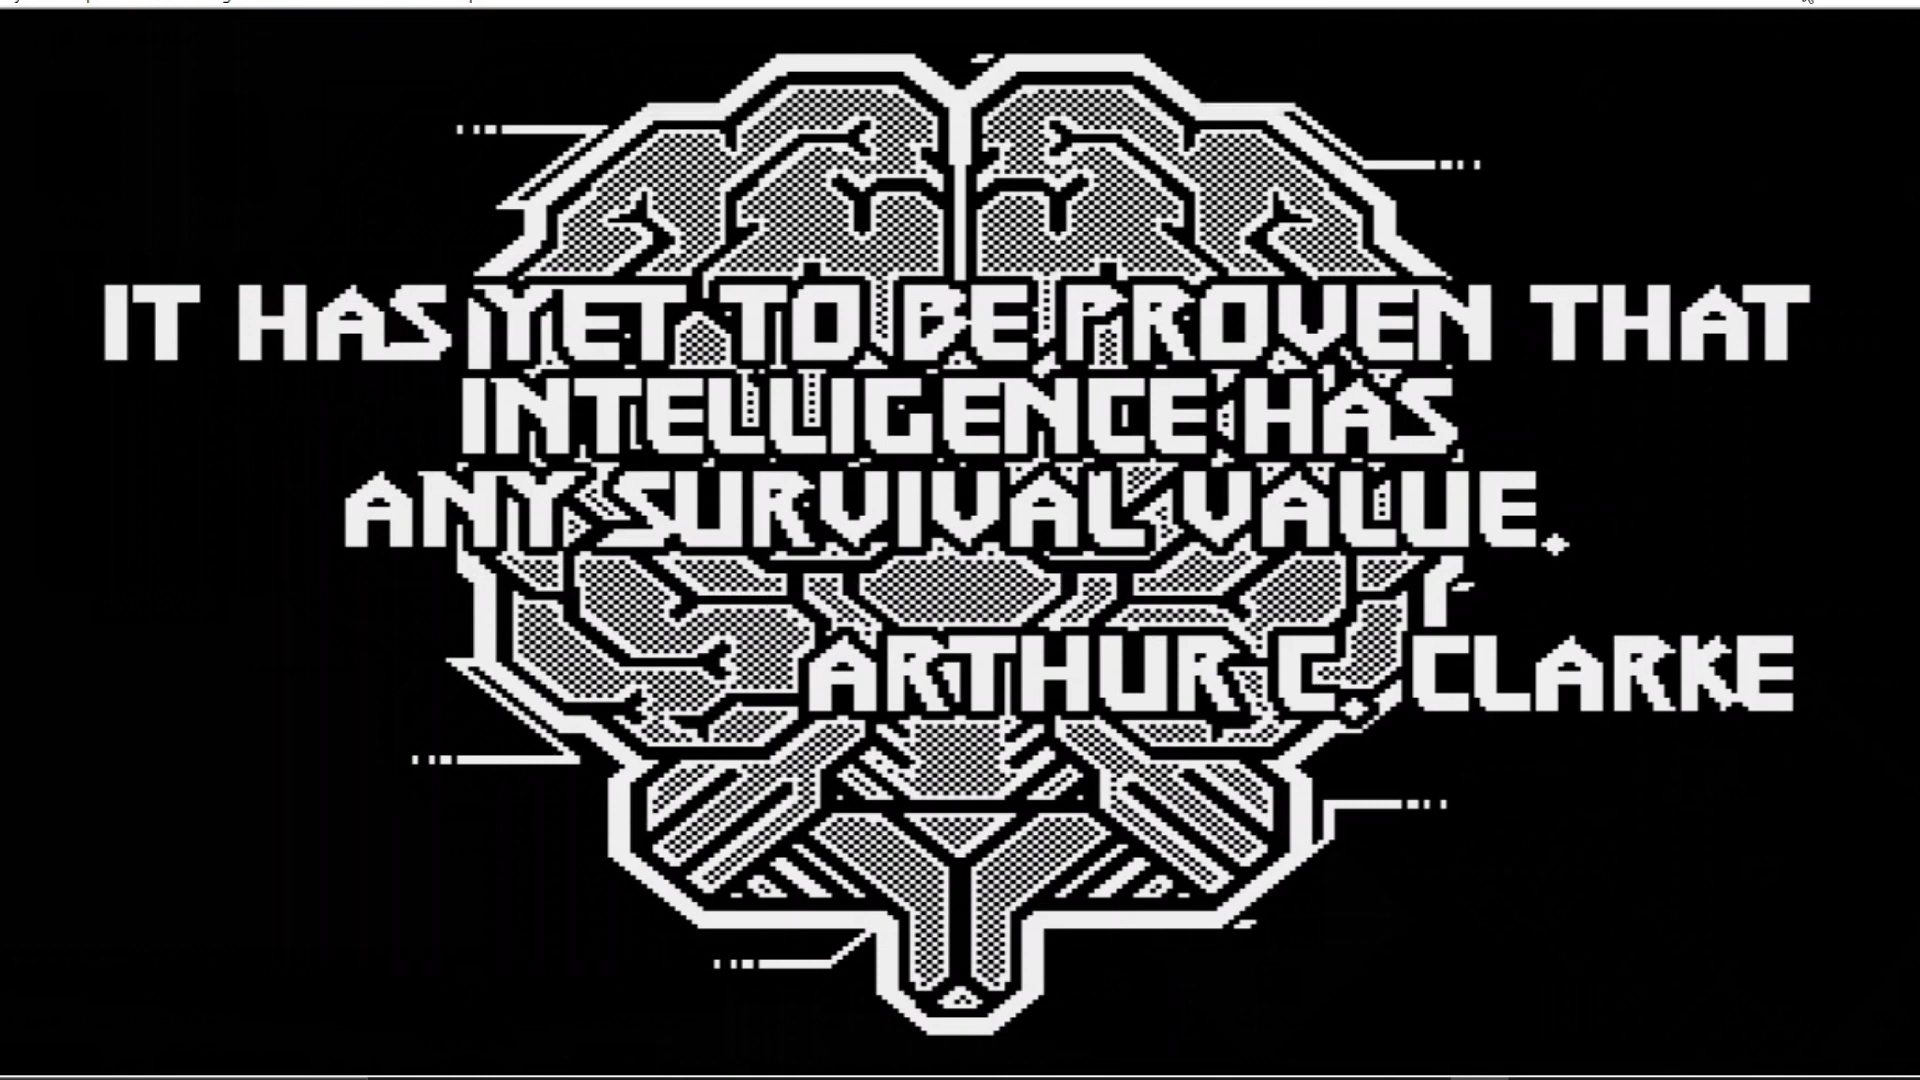 IT HAS YET TO BE PROVEN THAT
INTELLIGENCE HAS
ANY SURVIVAL VALUE.
ARTHUR C. CLARKE